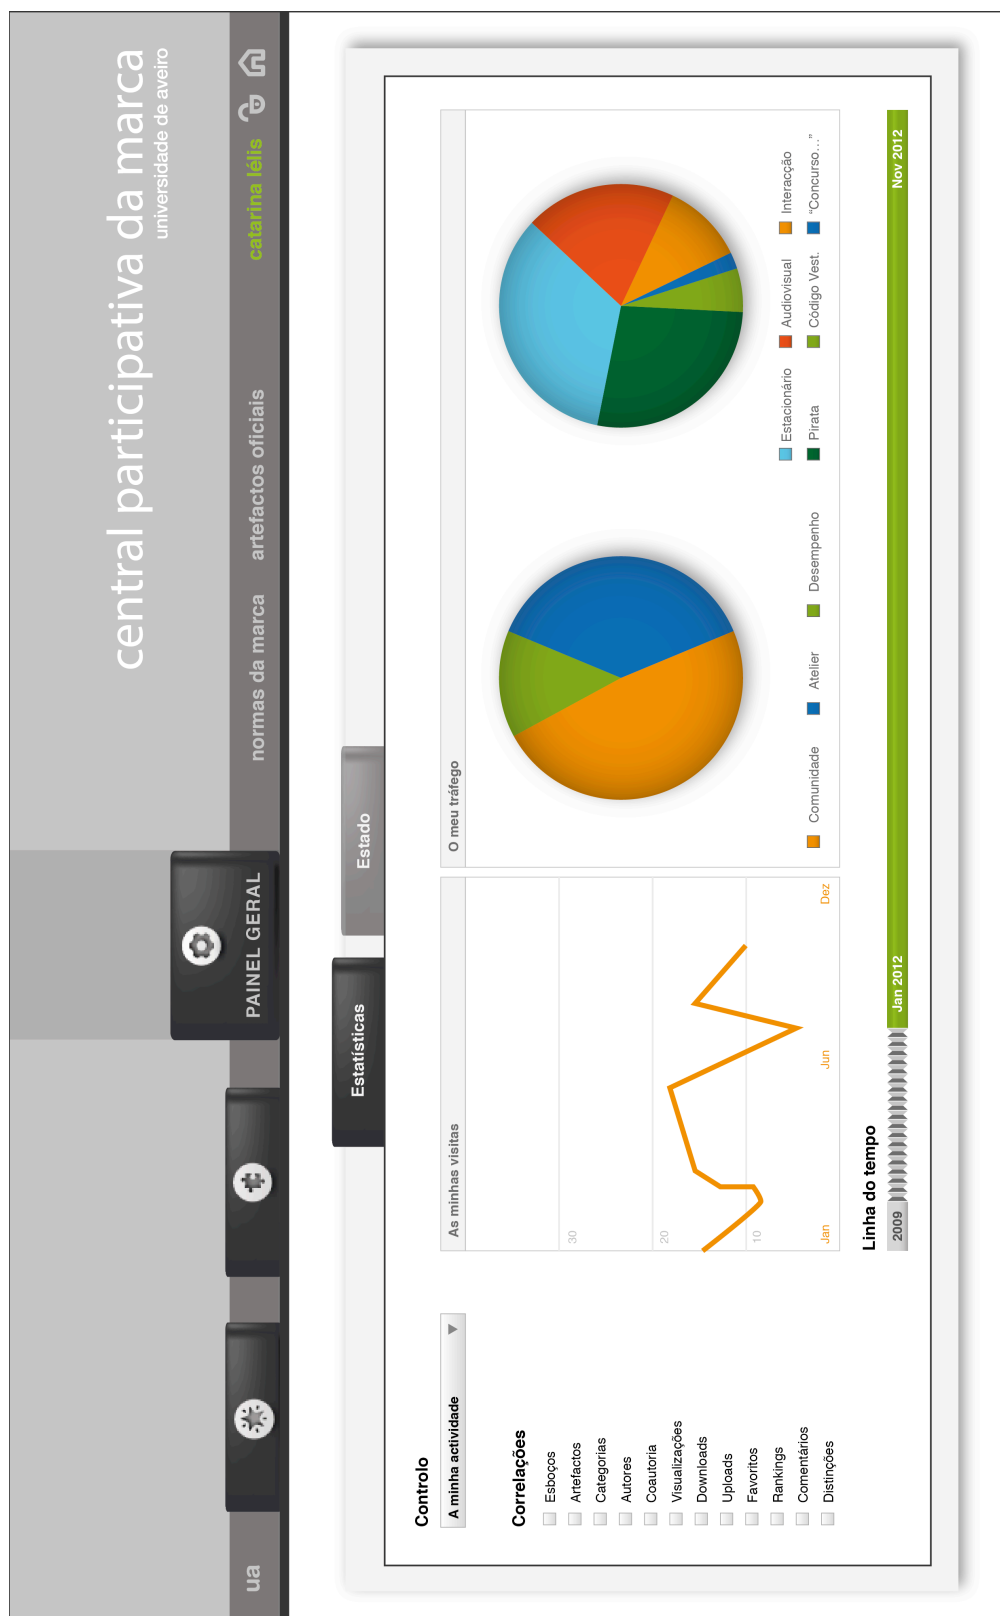 central participativa da marca
universidade de aveiro
ua
PAINEL GERAL
normas da marca
artefactos oficiais
catarina lélis
Estatísticas
Estado
Controlo
A minha actividade
Correlações
Esboços
Artefactos
Categorias
Autores
Coautoria
Visualizações
Downloads
Uploads
Favoritos
Rankings
Comentários
Distinções
As minhas visitas
30
20
10
Jan
Jun
Dez
O meu tráfego
Comunidade
Atelier
Desempenho
Estacionário
Audiovisual
Interacção
Pirata
Código Vest.
“Concurso...”
Linha do tempo
2009
Jan 2012
Nov 2012